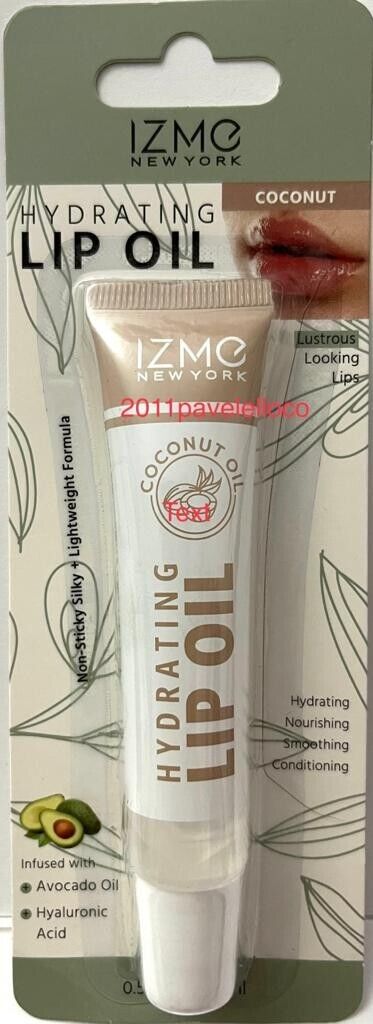 IZMe
NEW YORK
HYDRATING
LIP OIL
COCONUT
Lustrous
Looking
Lips
IZMe
NEW YORK
2011pavelelloco
COCONUT OIL
Text
HYDRATING
LIP OIL
Non-Sticky Silky + Lightweight Formula
Hydrating
Nourishing
Smoothing
Conditioning
Infused with
+ Avocado Oil
+ Hyaluronic
Acid